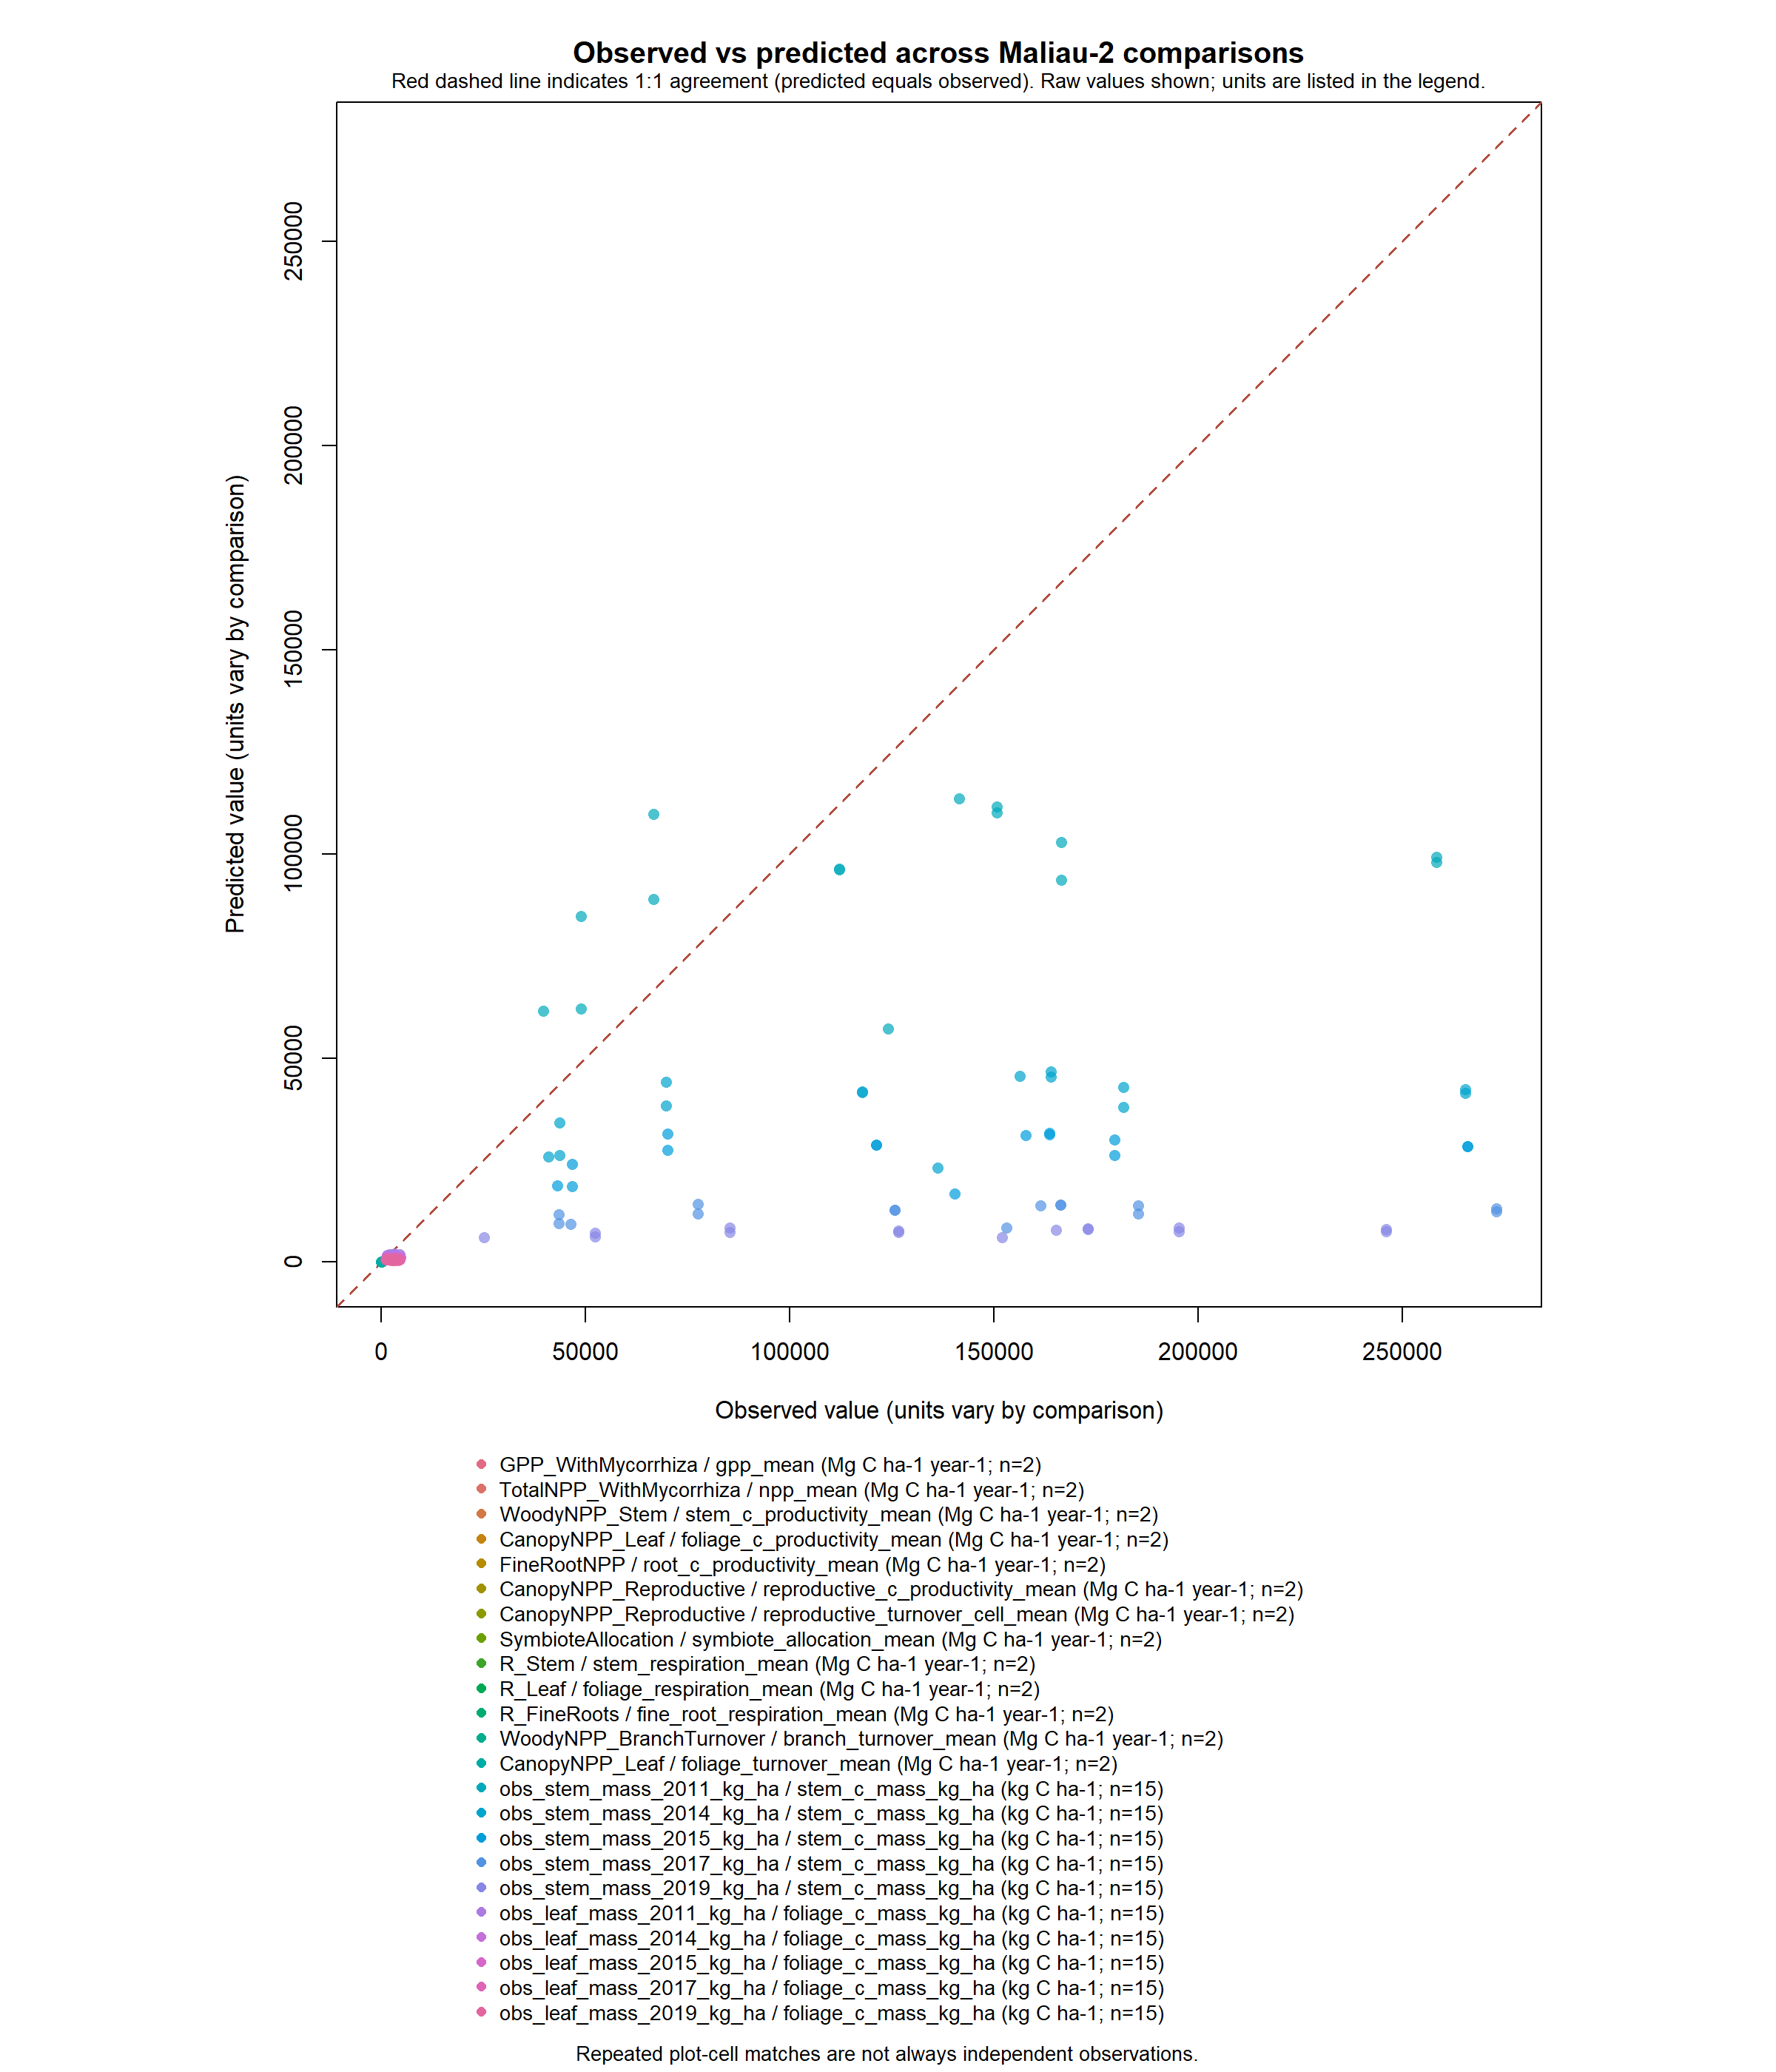 Observed vs predicted across Maliau-2 comparisons
Red dashed line indicates 1:1 agreement (predicted equals observed). Raw values shown; units are listed in the legend.
Predicted value (units vary by comparison)
250000
200000
150000
100000
50000
0
0 50000 100000 150000 200000 250000
Observed value (units vary by comparison)
GPP_WithMycorrhiza / gpp_mean (Mg C ha-1 year-1; n=2)
TotalNPP_WithMycorrhiza / npp_mean (Mg C ha-1 year-1; n=2)
WoodyNPP_Stem / stem_c_productivity_mean (Mg C ha-1 year-1; n=2)
CanopyNPP_Leaf / foliage_c_productivity_mean (Mg C ha-1 year-1; n=2)
FineRootNPP / root_c_productivity_mean (Mg C ha-1 year-1; n=2)
CanopyNPP_Reproductive / reproductive_c_productivity_mean (Mg C ha-1 year-1; n=2)
CanopyNPP_Reproductive / reproductive_turnover_cell_mean (Mg C ha-1 year-1; n=2)
SymbioteAllocation / symbiote_allocation_mean (Mg C ha-1 year-1; n=2)
R_Stem / stem_respiration_mean (Mg C ha-1 year-1; n=2)
R_Leaf / foliage_respiration_mean (Mg C ha-1 year-1; n=2)
R_FineRoots / fine_root_respiration_mean (Mg C ha-1 year-1; n=2)
WoodyNPP_BranchTurnover / branch_turnover_mean (Mg C ha-1 year-1; n=2)
CanopyNPP_Leaf / foliage_turnover_mean (Mg C ha-1 year-1; n=2)
obs_stem_mass_2011_kg_ha / stem_c_mass_kg_ha (kg C ha-1; n=15)
obs_stem_mass_2014_kg_ha / stem_c_mass_kg_ha (kg C ha-1; n=15)
obs_stem_mass_2015_kg_ha / stem_c_mass_kg_ha (kg C ha-1; n=15)
obs_stem_mass_2017_kg_ha / stem_c_mass_kg_ha (kg C ha-1; n=15)
obs_stem_mass_2019_kg_ha / stem_c_mass_kg_ha (kg C ha-1; n=15)
obs_leaf_mass_2011_kg_ha / foliage_c_mass_kg_ha (kg C ha-1; n=15)
obs_leaf_mass_2014_kg_ha / foliage_c_mass_kg_ha (kg C ha-1; n=15)
obs_leaf_mass_2015_kg_ha / foliage_c_mass_kg_ha (kg C ha-1; n=15)
obs_leaf_mass_2017_kg_ha / foliage_c_mass_kg_ha (kg C ha-1; n=15)
obs_leaf_mass_2019_kg_ha / foliage_c_mass_kg_ha (kg C ha-1; n=15)
Repeated plot-cell matches are not always independent observations.